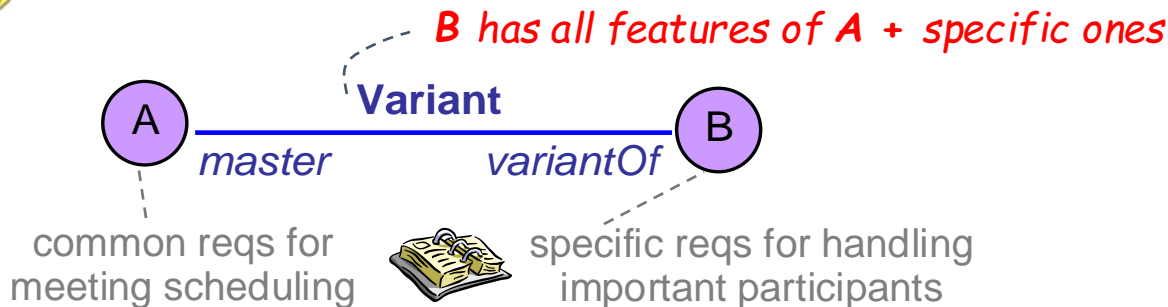 B has all features of A + specific ones
Variant
A
B
master
variantOf
common reqs for
meeting scheduling
specific reqs for handling
important participants